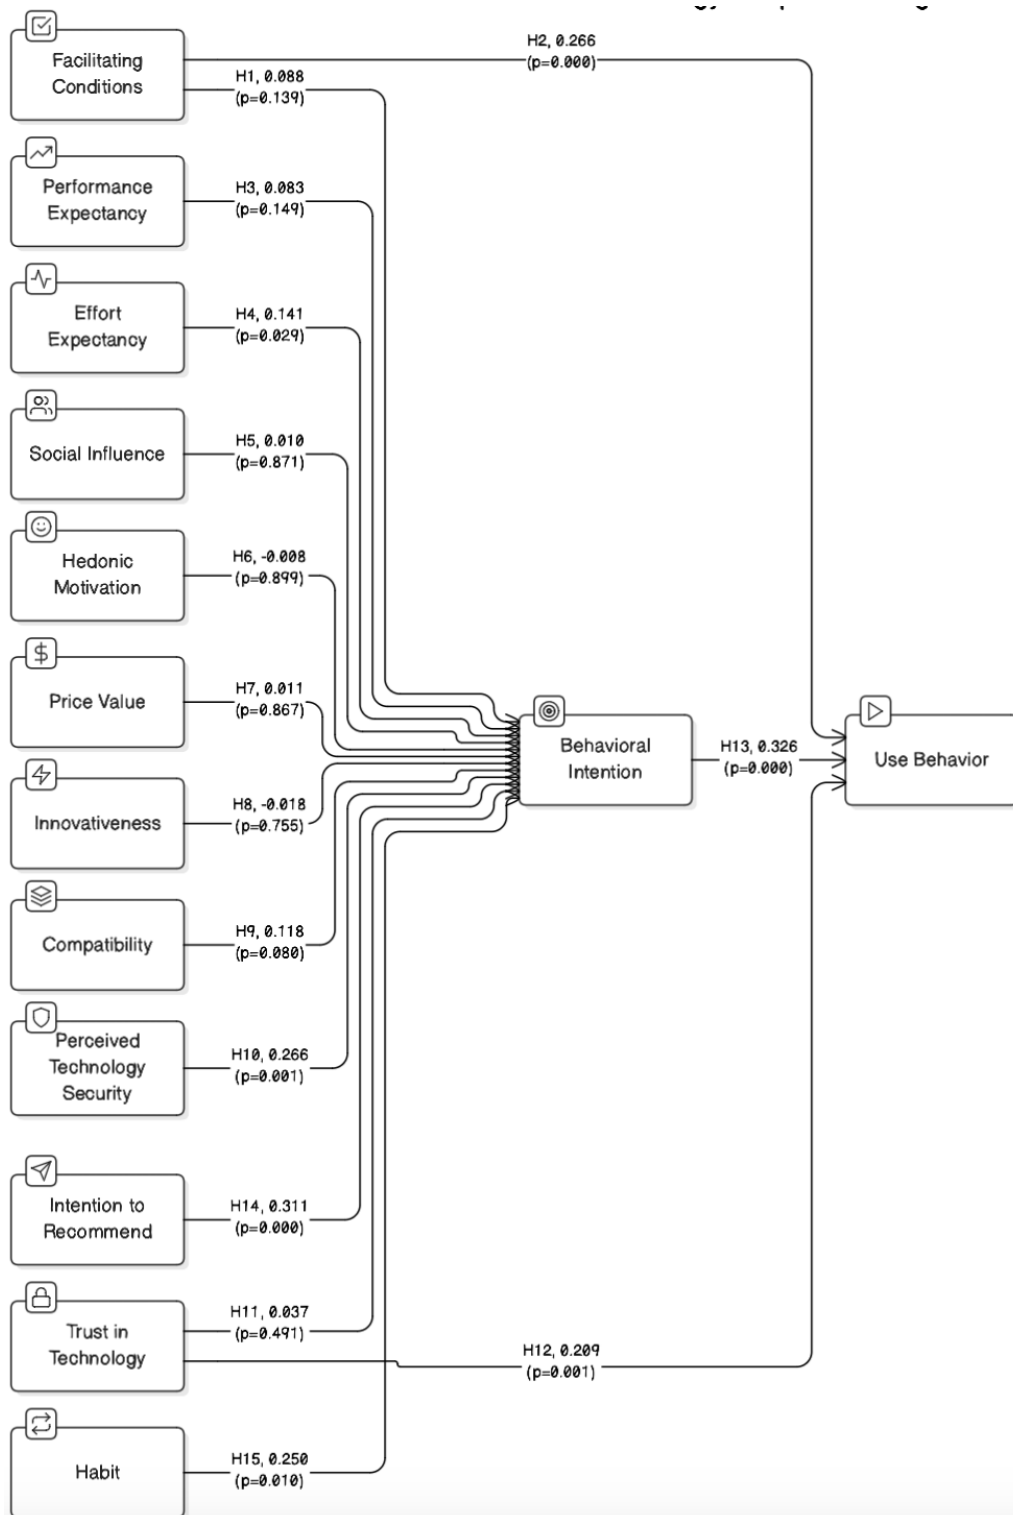 H2, 0.266
(p=0.000)
Facilitating
Conditions
H1, 0.088
(p=0.139)
Performance
Expectancy
H3, 0.083
(p=0.149)
Effort
Expectancy
H4, 0.141
(p=0.029)
Social Influence
H5, 0.010
(p=0.871)
Hedonic
Motivation
H6, -0.008
(p=0.899)
Price Value
H7, 0.011
(p=0.867)
Behavioral
Intention
H13, 0.326
(p=0.000)
Use Behavior
Innovativeness
H8, -0.018
(p=0.755)
Compatibility
H9, 0.118
(p=0.080)
Perceived
Technology
Security
H10, 0.266
(p=0.001)
Intention to
Recommend
H14, 0.311
(p=0.000)
Trust in
Technology
H11, 0.037
(p=0.491)
H12, 0.209
(p=0.001)
Habit
H15, 0.250
(p=0.010)